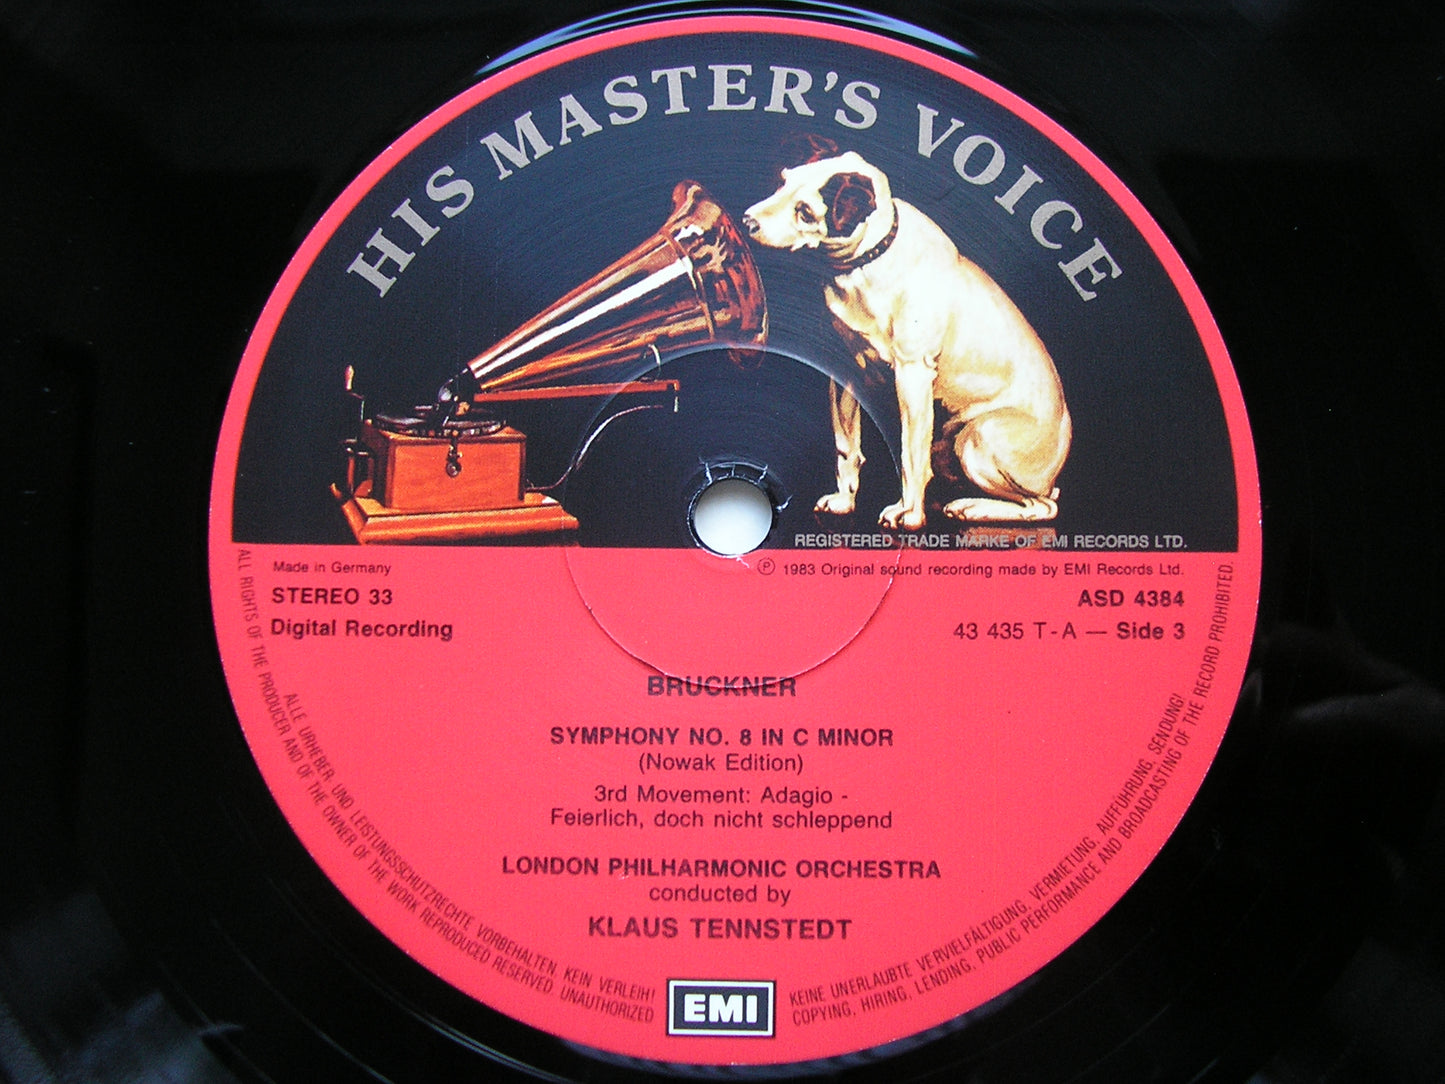 HIS MASTER'S VOICE
REGISTERED TRADE MARKE OF EMI RECORDS LTD.
Made in Germany
℗ 1983 Original sound recording made by EMI Records Ltd.
STEREO 33
ASD 4384
Digital Recording
43 435 T-A — Side 3
BRUCKNER
SYMPHONY NO. 8 IN C MINOR
(Nowak Edition)
3rd Movement: Adagio -
Feierlich, doch nicht schleppend
LONDON PHILHARMONIC ORCHESTRA
conducted by
KLAUS TENNSTEDT
EMI
ALLE URHEBER- UND LEISTUNGSSCHUTZRECHTE VORBEHALTEN. KEIN VERLEIH! KEINE UNERLAUBTE VERVIELFÄLTIGUNG, VERMIETUNG, AUFFÜHRUNG, SENDUNG!
ALL RIGHTS OF THE PRODUCER AND OF THE OWNER OF THE WORK REPRODUCED RESERVED. UNAUTHORIZED COPYING, HIRING, LENDING, PUBLIC PERFORMANCE AND BROADCASTING OF THE RECORD PROHIBITED.